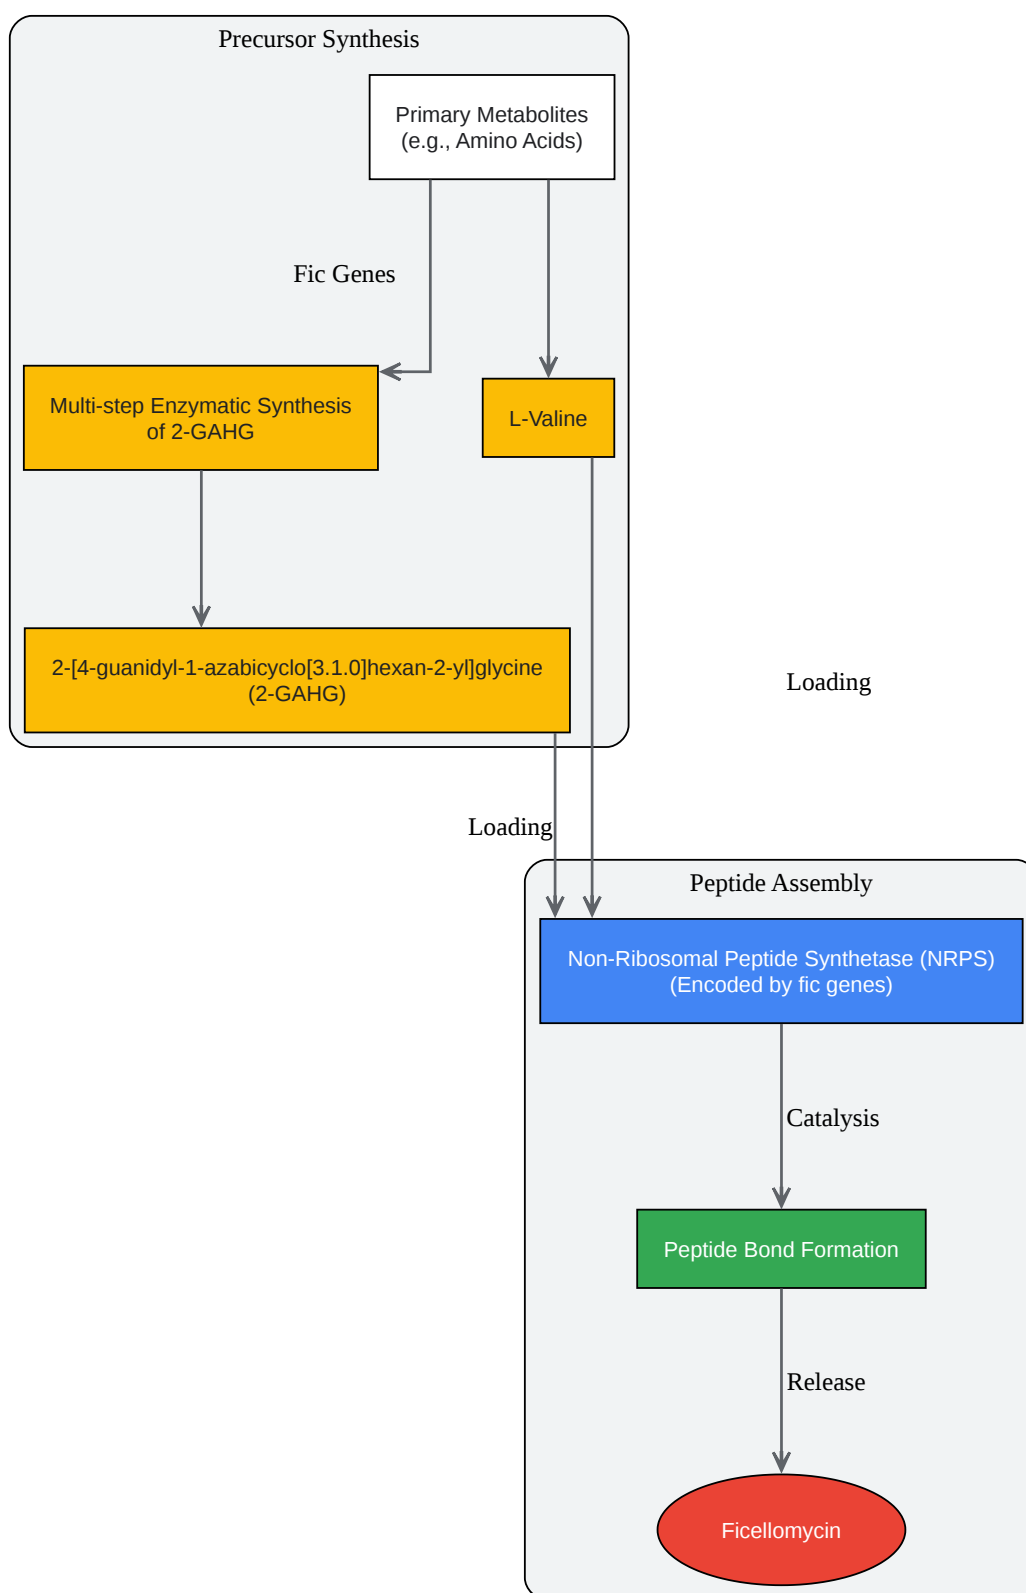 Precursor Synthesis
Primary Metabolites
(e.g., Amino Acids)
Fic Genes
Multi-step Enzymatic Synthesis
of 2-GAHG
L-Valine
2-[4-guanidyl-1-azabicyclo[3.1.0]hexan-2-yl]glycine
(2-GAHG)
Loading
Loading
Peptide Assembly
Non-Ribosomal Peptide Synthetase (NRPS)
(Encoded by fic genes)
Catalysis
Peptide Bond Formation
Release
Ficellomycin